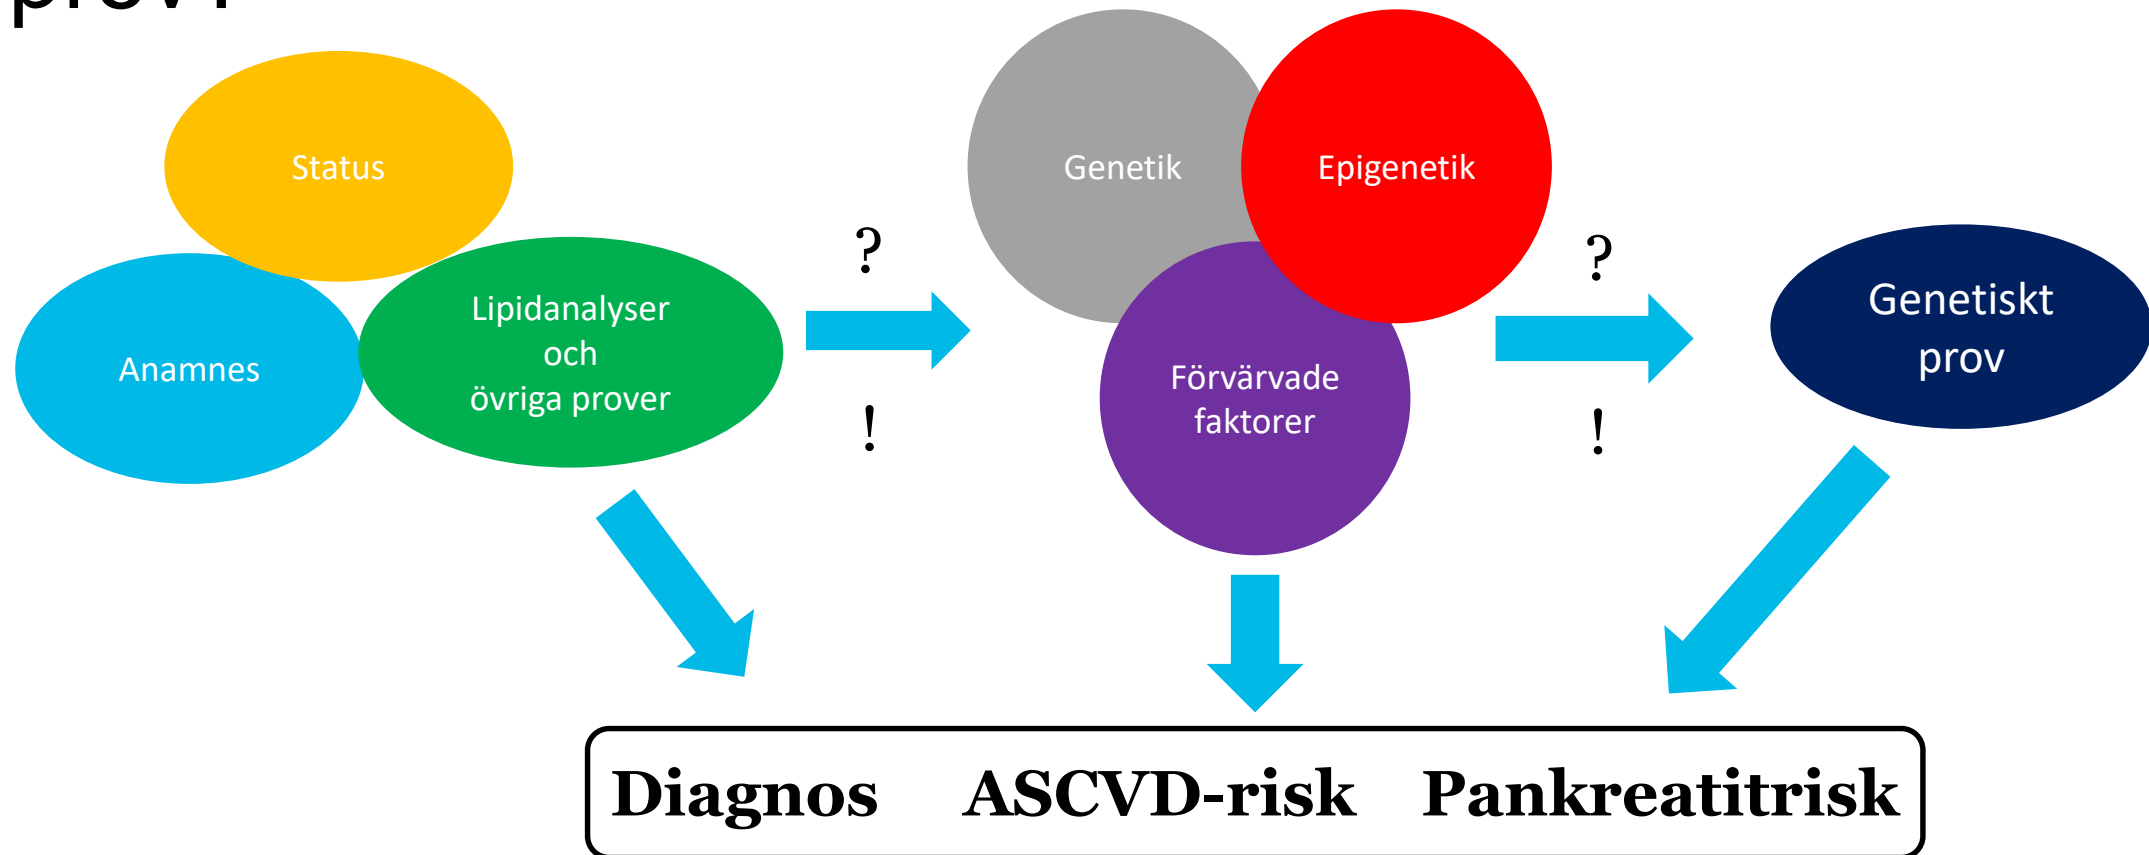 Status
Anamnes
Lipidanalyser
och
övriga prover
?
!
Genetik
Epigenetik
Förvärvade
faktorer
?
!
Genetiskt
prov
Diagnos ASCVD-risk Pankreatitrisk